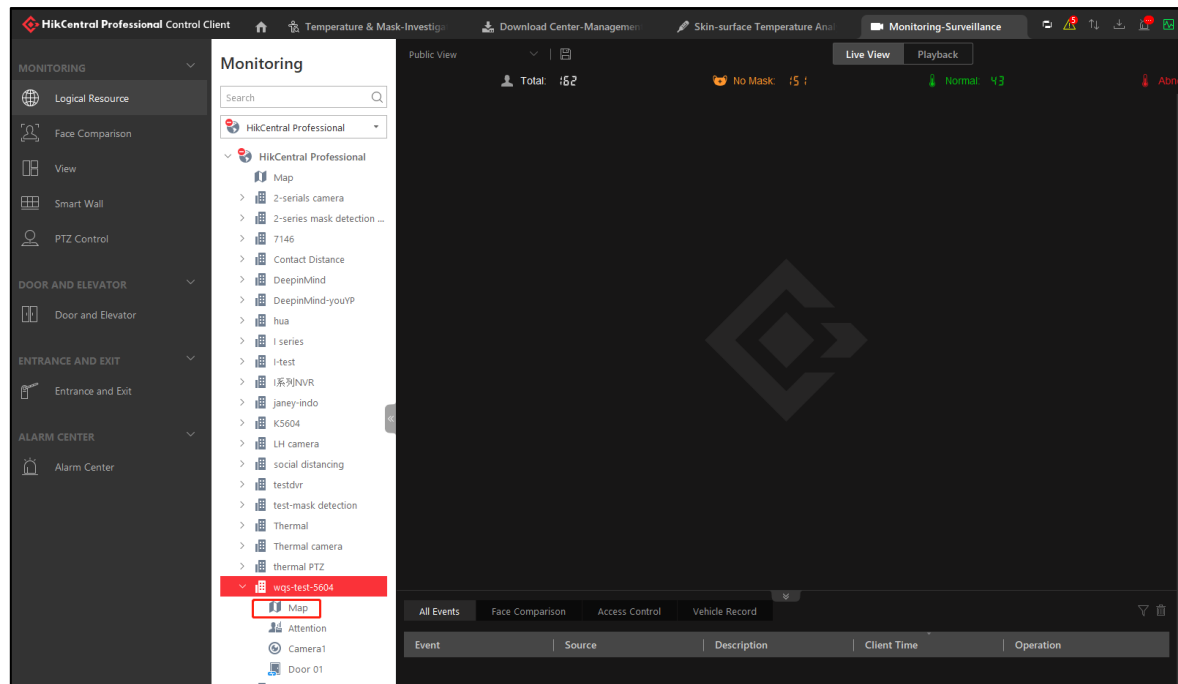 HikCentral Professional Control Client
Temperature & Mask-Investiga
Download Center-Managemen
Skin-surface Temperature Anal
Monitoring-Surveillance
5
MONITORING
Logical Resource
Face Comparison
View
Smart Wall
PTZ Control
DOOR AND ELEVATOR
Door and Elevator
ENTRANCE AND EXIT
Entrance and Exit
ALARM CENTER
Alarm Center
Monitoring
Search
HikCentral Professional
HikCentral Professional
Map
2-serials camera
2-series mask detection ...
7146
Contact Distance
DeepinMind
DeepinMind-youYP
hua
I series
I-test
I系列NVR
janey-indo
K5604
LH camera
social distancing
testdvr
test-mask detection
Thermal
Thermal camera
thermal PTZ
wqs-test-5604
Map
Attention
Camera1
Door 01
Public View
Live View
Playback
Total: 162
No Mask: 151
Normal: 43
Abno
All Events
Face Comparison
Access Control
Vehicle Record
Event
Source
Description
Client Time
Operation